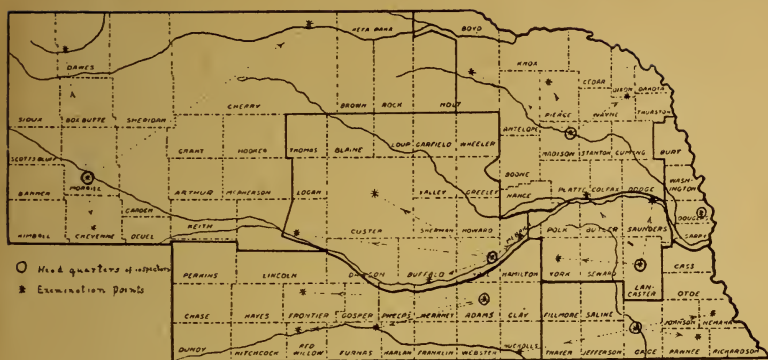 KEYA PAHA
BOYD
DAWES
KNOX
CEDAR
DIXON
DAKOTA
SIOUX
BOX BUTTE
SHERIDAN
CHERRY
BROWN
ROCK
HOLT
PIERCE
WAYNE
THURSTON
SCOTTS BLUFF
MORRILL
GRANT
HOOKER
THOMAS
BLAINE
LOUP
GARFIELD
WHEELER
ANTELOPE
MADISON
STANTON
CUMING
BURT
BANNER
GARDEN
ARTHUR
McPHERSON
LOGAN
VALLEY
GREELEY
BOONE
NANCE
PLATTE
COLFAX
DODGE
WASH-
INGTON
KIMBALL
CHEYENNE
DEUEL
KEITH
CUSTER
SHERMAN
HOWARD
MERRICK
POLK
BUTLER
SAUNDERS
DOUGLAS
SARPY
PERKINS
LINCOLN
DAWSON
BUFFALO
HALL
HAMILTON
YORK
SEWARD
LAN-
CASTER
CASS
OTOE
Head quarters of inspectors
Examination Points
CHASE
HAYES
FRONTIER
GOSPER
PHELPS
KEARNEY
ADAMS
CLAY
FILLMORE
SALINE
JOHNSON
NEMAHA
DUNDY
HITCHCOCK
RED
WILLOW
FURNAS
HARLAN
FRANKLIN
WEBSTER
NUCKOLLS
THAYER
JEFFERSON
GAGE
PAWNEE
RICHARDSON